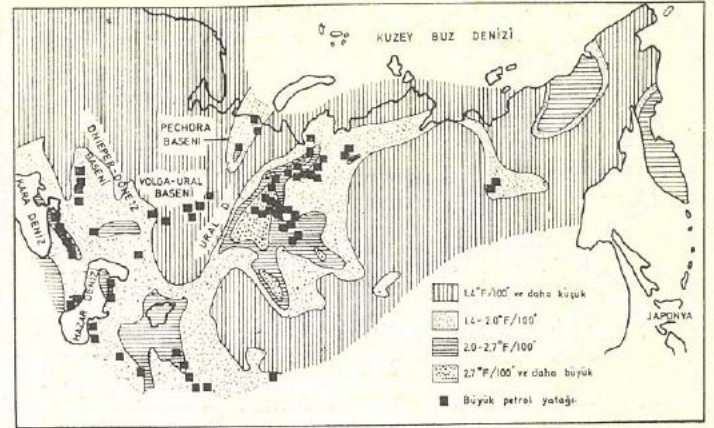 KUZEY BUZ DENİZİ
PECHORA
BASENİ
DNIEPER-DONETZ
BASENİ
VOLGA-URAL
BASENİ
KARA DENİZ
URAL D.
HAZAR DENİZ
JAPONYA
1.4°F/100' ve daha küçük
1.4-2.0°F/100'
2.0-2.7°F/100'
2.7°F/100' ve daha büyük
Büyük petrol yatağı.